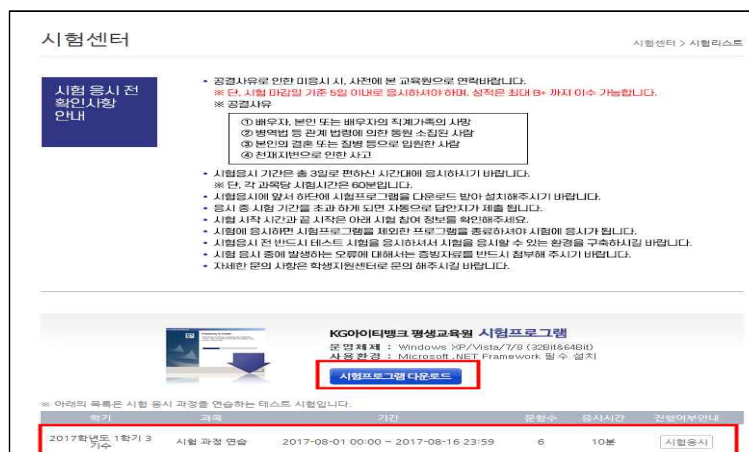 시험센터
시험센터 > 시험리스트
시험 응시 전
확인사항
안내
• 공결사유로 인한 미응시 시, 사전에 본 교육원으로 연락바랍니다.
※ 단, 시험 마감일 기준 5일 이내로 응시하셔야 하며, 성적은 최대 B+ 까지 이수 가능합니다.
※ 공결사유
① 배우자, 본인 또는 배우자의 직계가족의 사망
② 병역법 등 관계 법령에 의한 동원 소집된 사람
③ 본인의 결혼 또는 질병 등으로 입원한 사람
④ 천재지변으로 인한 사고
• 시험응시 기간은 총 3일로 편하신 시간대에 응시하시기 바랍니다.
※ 단, 각 과목당 시험시간은 60분입니다.
• 시험응시에 앞서 하단에 시험프로그램을 다운로드 받아 설치해주시기 바랍니다.
• 응시 중 시험 기간을 초과 하게 되면 자동으로 답안지가 제출 됩니다.
• 시험 시작 시간과 끝 시작은 아래 시험 참여 정보를 확인해주세요.
• 시험에 응시하면 시험프로그램을 제외한 프로그램을 종료하셔야 시험에 응시가 됩니다.
• 시험응시 전 반드시 테스트 시험을 응시하셔서 시험을 응시할 수 있는 환경을 구축하시길 바랍니다.
• 시험 응시 중에 발생하는 오류에 대해서는 증빙자료를 반드시 첨부해 주시기 바랍니다.
• 자세한 문의 사항은 학생지원센터로 문의 해주시길 바랍니다.
KG아이티뱅크 평생교육원 시험프로그램
운영체제 : Windows XP/Vista/7/8 (32Bit&64Bit)
사용환경 : Microsoft .NET Framework 필수 설치
시험프로그램 다운로드
※ 아래의 목록은 시험 응시 과정을 연습하는 테스트 시험입니다.
학기 과목 기간 문항수 응시시간 진행여부안내
2017학년도 1학기 3기수 시험 과정 연습 2017-08-01 00:00 ~ 2017-08-16 23:59 6 10분 시험응시